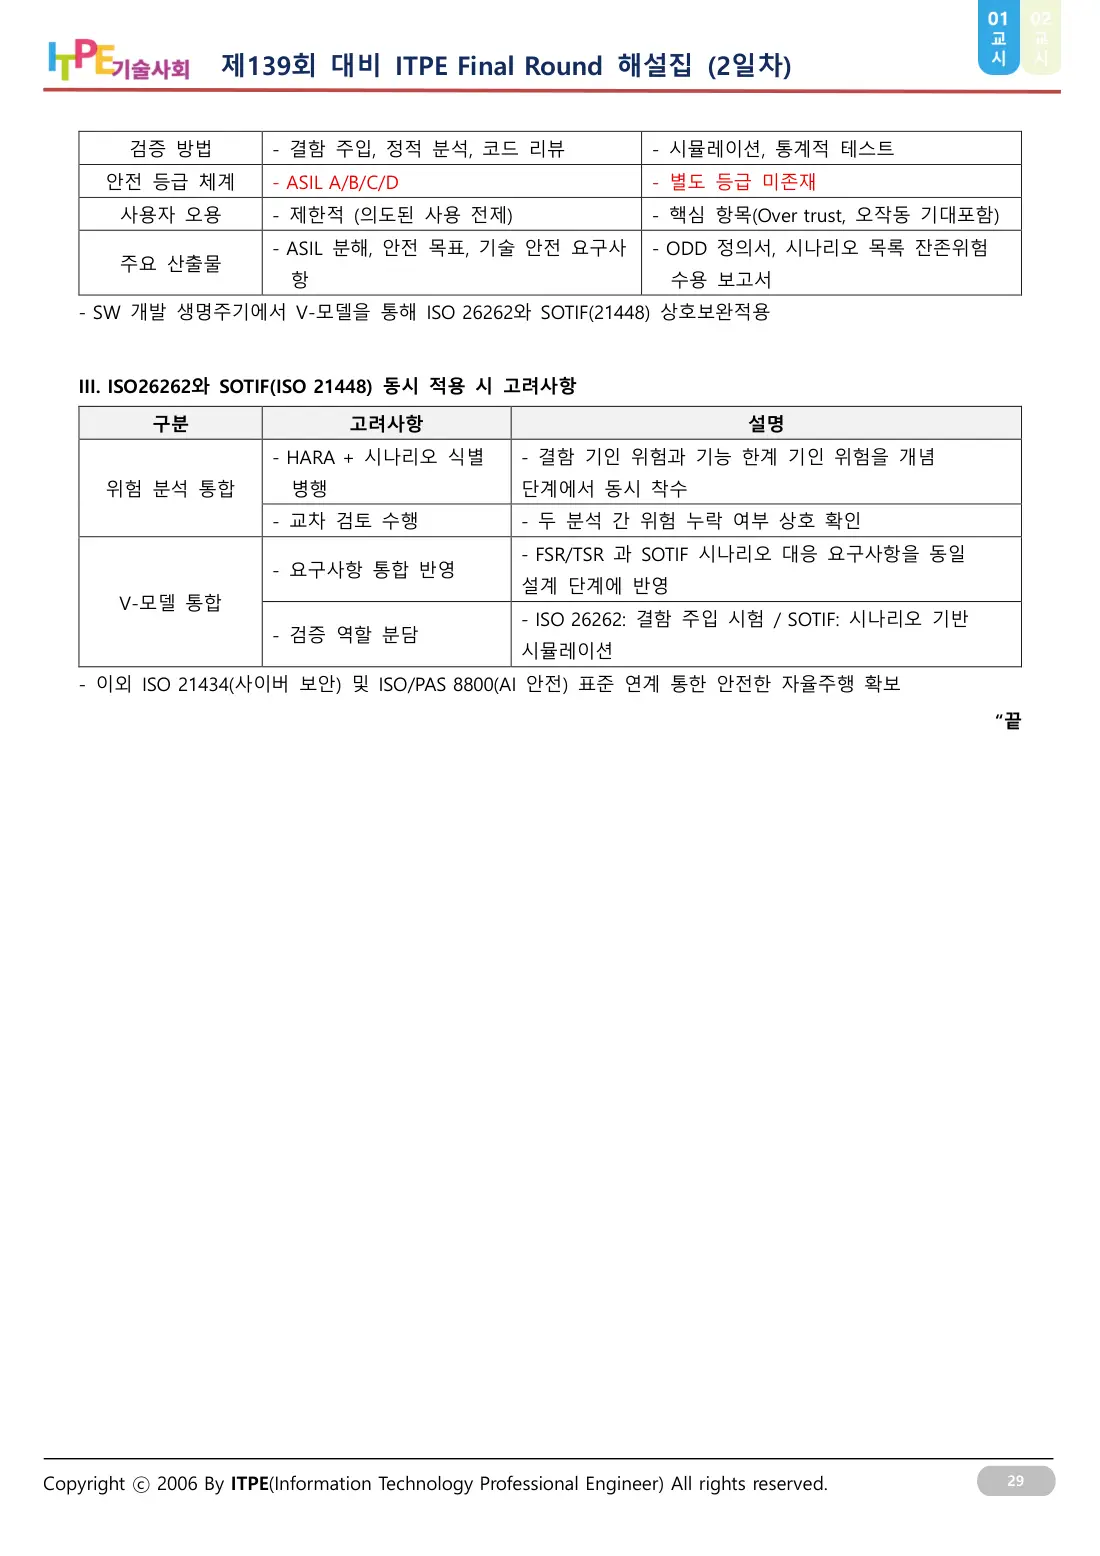 ITPE기술사회 제139회 대비 ITPE Final Round 해설집 (2일차)
01 교시
02 교시
검증 방법 - 결함 주입, 정적 분석, 코드 리뷰 - 시뮬레이션, 통계적 테스트
안전 등급 체계 - ASIL A/B/C/D - 별도 등급 미존재
사용자 오용 - 제한적 (의도된 사용 전제) - 핵심 항목(Over trust, 오작동 기대포함)
주요 산출물
- ASIL 분해, 안전 목표, 기술 안전 요구사
항
- ODD 정의서, 시나리오 목록 잔존위험
수용 보고서
- SW 개발 생명주기에서 V-모델을 통해 ISO 26262와 SOTIF(21448) 상호보완적용
III. ISO26262와 SOTIF(ISO 21448) 동시 적용 시 고려사항
구분 고려사항 설명
위험 분석 통합
- HARA + 시나리오 식별
병행
- 결함 기인 위험과 기능 한계 기인 위험을 개념
단계에서 동시 착수
- 교차 검토 수행 - 두 분석 간 위험 누락 여부 상호 확인
V-모델 통합
- 요구사항 통합 반영
- FSR/TSR 과 SOTIF 시나리오 대응 요구사항을 동일
설계 단계에 반영
- 검증 역할 분담
- ISO 26262: 결함 주입 시험 / SOTIF: 시나리오 기반
시뮬레이션
- 이외 ISO 21434(사이버 보안) 및 ISO/PAS 8800(AI 안전) 표준 연계 통한 안전한 자율주행 확보
“끝
Copyright ⓒ 2006 By ITPE(Information Technology Professional Engineer) All rights reserved.
29